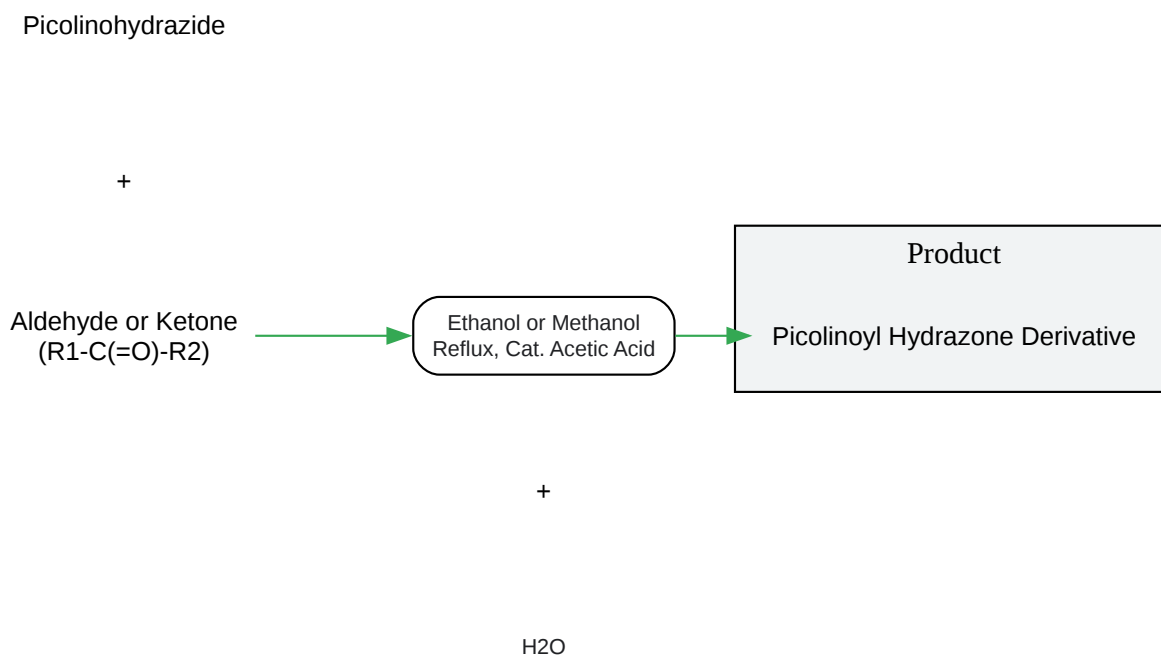 Picolinohydrazide
+
Aldehyde or Ketone
(R1-C(=O)-R2)
Ethanol or Methanol
Reflux, Cat. Acetic Acid
Product
Picolinoyl Hydrazone Derivative
+
H2O